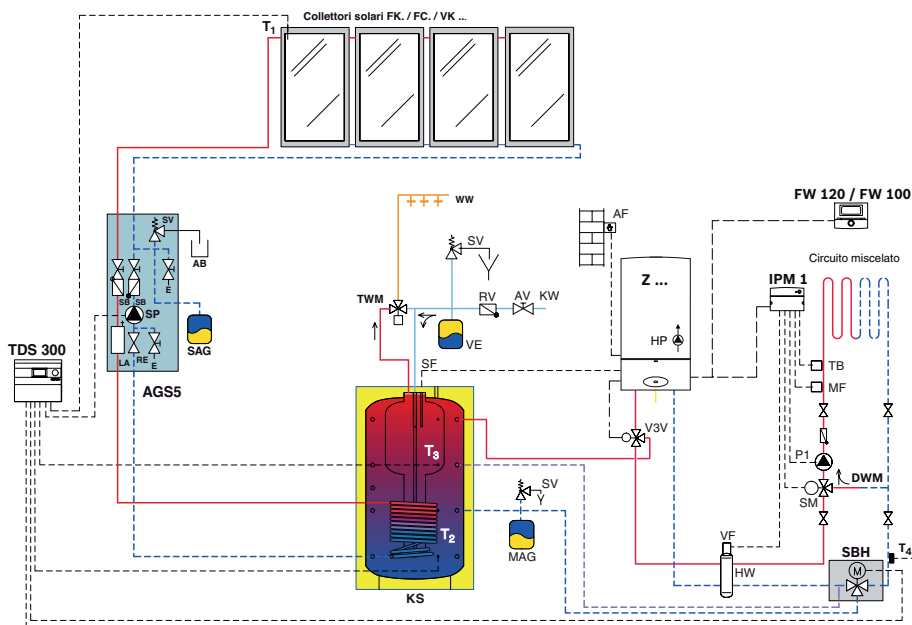 Collettori solari FK. / FC. / VK ...
T1
FW 120 / FW 100
WW
SV
AF
SV
AB
Circuito miscelato
Z ...
IPM 1
E
TWM
RV
AV
KW
SB
SB
SP
HP
VE
SAG
TDS 300
SF
TB
LA
RE
E
MF
AGS5
V3V
T3
P1
DWM
SV
SM
T2
MAG
VF
SBH
T4
M
HW
KS